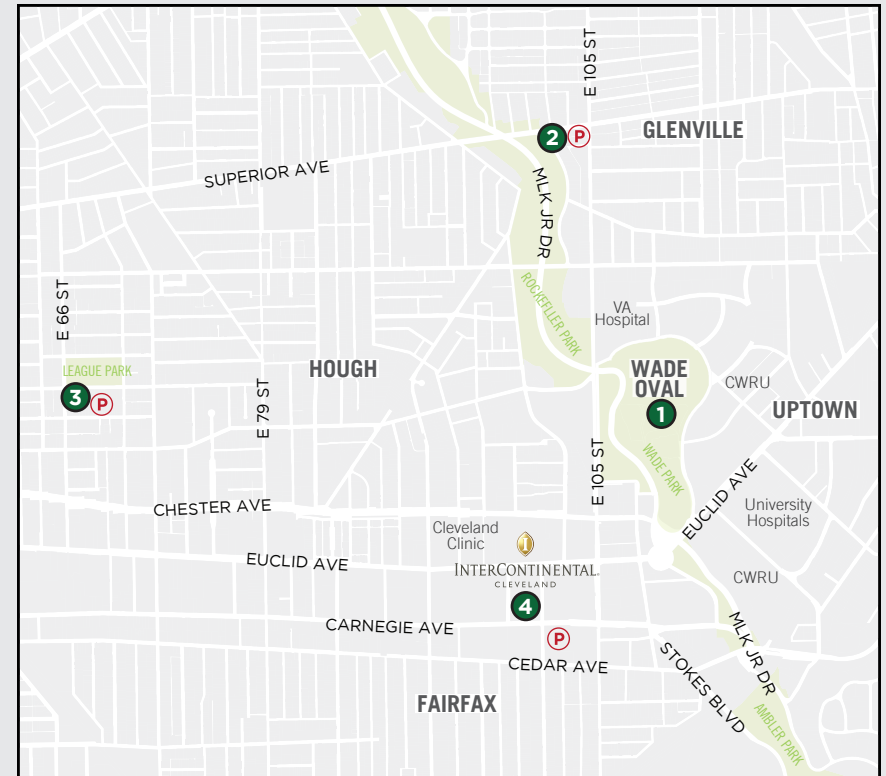 E 105 ST
2
P
GLENVILLE
SUPERIOR AVE
MLK JR DR
E 66 ST
ROCKEFLLER PARK
VA
Hospital
LEAGUE PARK
HOUGH
WADE
OVAL
CWRU
3
P
E 79 ST
1
UPTOWN
E 105 ST
WADE PARK
EUCLID AVE
CHESTER AVE
University
Hospitals
Cleveland
Clinic
I
EUCLID AVE
INTERCONTINENTAL®
CLEVELAND
CWRU
4
CARNEGIE AVE
P
MLK JR DR
CEDAR AVE
STOKES BLVD
FAIRFAX
AMBLER PARK